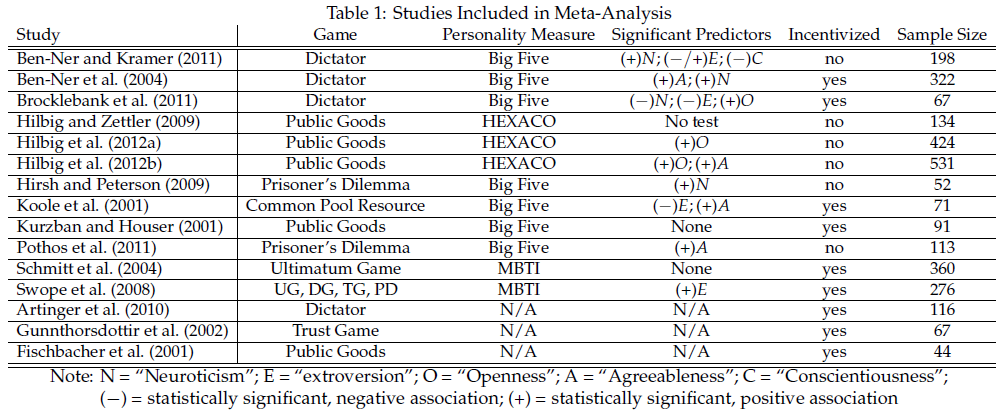 Table 1: Studies Included in Meta-Analysis
Study Game Personality Measure Significant Predictors Incentivized Sample Size
Ben-Ner and Kramer (2011) Dictator Big Five (+)N; (−/+)E; (−)C no 198
Ben-Ner et al. (2004) Dictator Big Five (+)A; (+)N yes 322
Brocklebank et al. (2011) Dictator Big Five (−)N; (−)E; (+)O yes 67
Hilbig and Zettler (2009) Public Goods HEXACO No test no 134
Hilbig et al. (2012a) Public Goods HEXACO (+)O no 424
Hilbig et al. (2012b) Public Goods HEXACO (+)O; (+)A no 531
Hirsh and Peterson (2009) Prisoner's Dilemma Big Five (+)N no 52
Koole et al. (2001) Common Pool Resource Big Five (−)E; (+)A yes 71
Kurzban and Houser (2001) Public Goods Big Five None yes 91
Pothos et al. (2011) Prisoner's Dilemma Big Five (+)A no 113
Schmitt et al. (2004) Ultimatum Game MBTI None yes 360
Swope et al. (2008) UG, DG, TG, PD MBTI (+)E yes 276
Artinger et al. (2010) Dictator N/A N/A yes 116
Gunnthorsdottir et al. (2002) Trust Game N/A N/A yes 67
Fischbacher et al. (2001) Public Goods N/A N/A yes 44
Note: N = "Neuroticism"; E = "extroversion"; O = "Openness"; A = "Agreeableness"; C = "Conscientiousness";
(−) = statistically significant, negative association; (+) = statistically significant, positive association